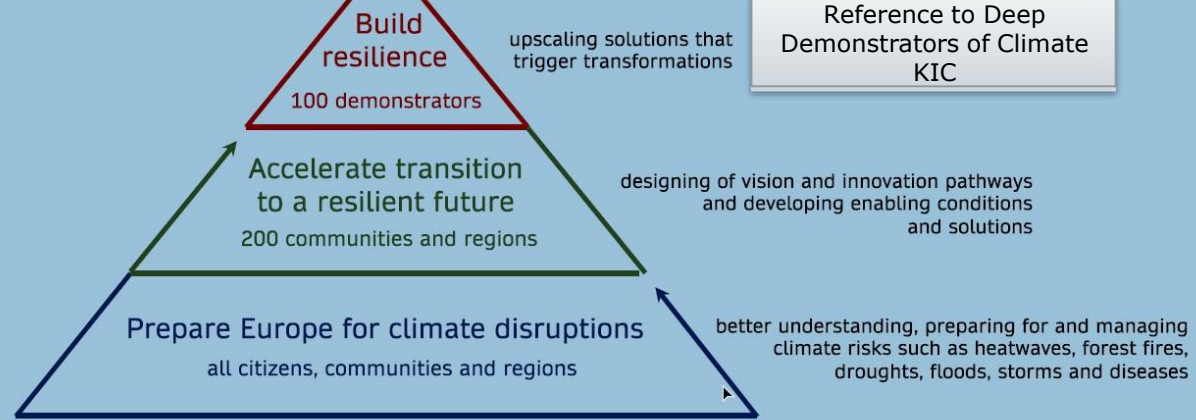 Build
resilience
100 demonstrators
upscaling solutions that
trigger transformations
Reference to Deep
Demonstrators of Climate
KIC
Accelerate transition
to a resilient future
200 communities and regions
designing of vision and innovation pathways
and developing enabling conditions
and solutions
Prepare Europe for climate disruptions
all citizens, communities and regions
better understanding, preparing for and managing
climate risks such as heatwaves, forest fires,
droughts, floods, storms and diseases